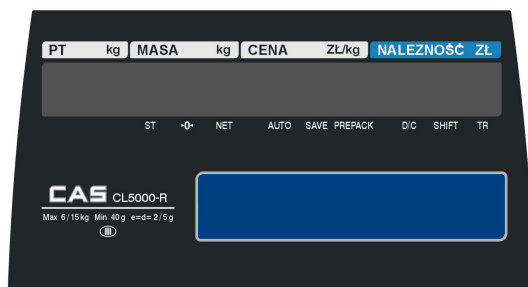 PT kg MASA kg CENA ZŁ/kg NALEZNOŚĆ ZŁ
ST →0← NET AUTO SAVE PREPACK D/C SHIFT TR
CAS CL5000-R
Max 6/15kg Min 40g e=d=2/5g
III